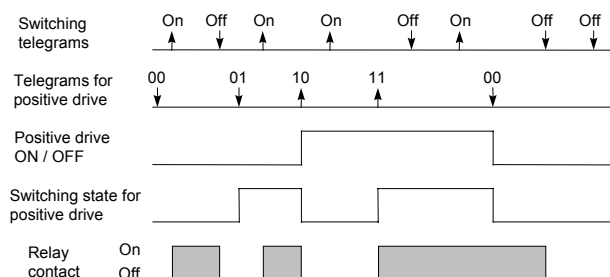 Switching telegrams On Off On On Off On Off Off
Telegrams for positive drive 00 01 10 11 00
Positive drive ON / OFF
Switching state for positive drive
Relay contact On Off